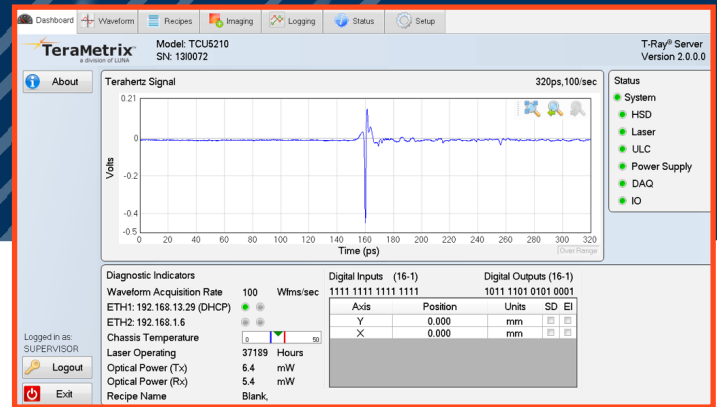 Dashboard Waveform Recipes Imaging Logging Status Setup
TeraMetrix
a division of LUNA
Model: TCU5210
SN: 13I0072
T-Ray® Server
Version 2.0.0.0
About
Terahertz Signal 320ps,100/sec
Volts
0.21
0
-0.2
-0.4
-0.5
0 20 40 60 80 100 120 140 160 180 200 220 240 260 280 300 320
Time (ps)
Over Range
Status
System
HSD
Laser
ULC
Power Supply
DAQ
IO
Diagnostic Indicators
Waveform Acquisition Rate 100 Wfms/sec
ETH1: 192.168.13.29 (DHCP)
ETH2: 192.168.1.6
Chassis Temperature 0 50
Laser Operating 37189 Hours
Optical Power (Tx) 6.4 mW
Optical Power (Rx) 5.4 mW
Recipe Name Blank,
Digital Inputs (16-1) Digital Outputs (16-1)
1111 1111 1111 1111 1011 1101 0101 0001
Axis Position Units SD EI
Y 0.000 mm
X 0.000 mm
Logged in as:
SUPERVISOR
Logout
Exit